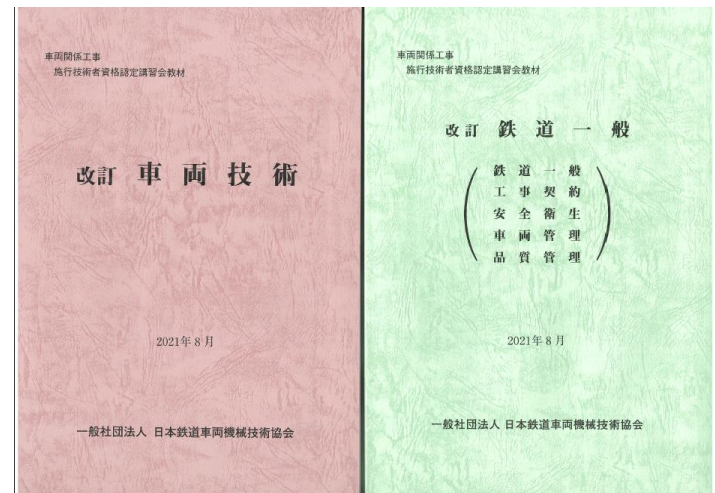 車両関係工事
施行技術者資格認定講習会教材
改訂 車両技術
2021年8月
一般社団法人 日本鉄道車両機械技術協会
車両関係工事
施行技術者資格認定講習会教材
改訂 鉄道一般
鉄道一般
工事契約
安全衛生
車両管理
品質管理
2021年8月
一般社団法人 日本鉄道車両機械技術協会